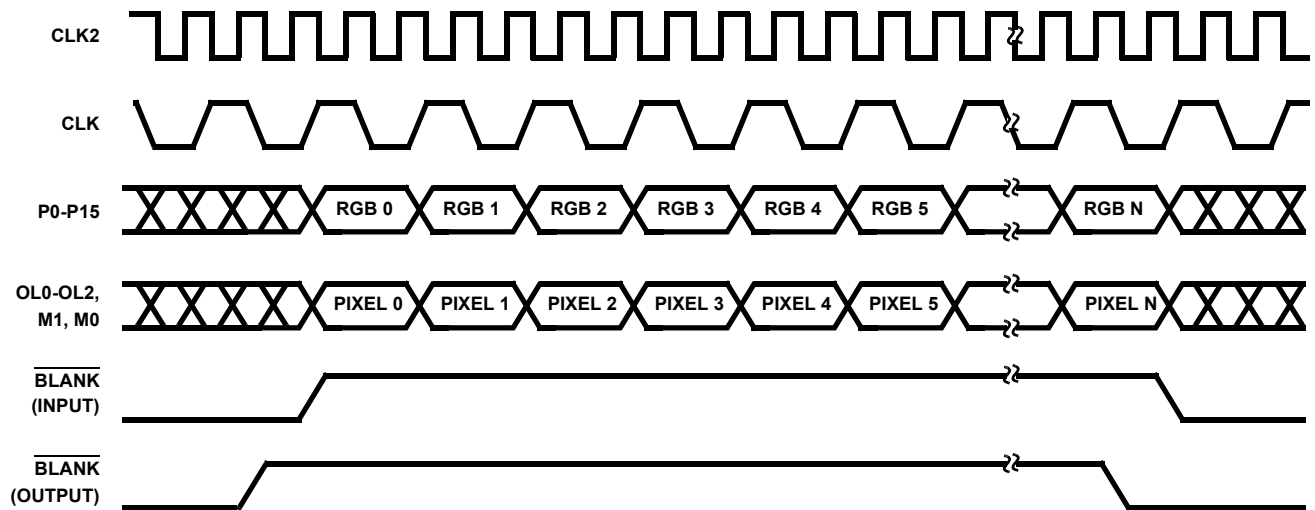 CLK2
CLK
P0-P15
RGB 0 RGB 1 RGB 2 RGB 3 RGB 4 RGB 5 RGB N
OL0-OL2,
M1, M0
PIXEL 0 PIXEL 1 PIXEL 2 PIXEL 3 PIXEL 4 PIXEL 5 PIXEL N
BLANK
(INPUT)
BLANK
(OUTPUT)